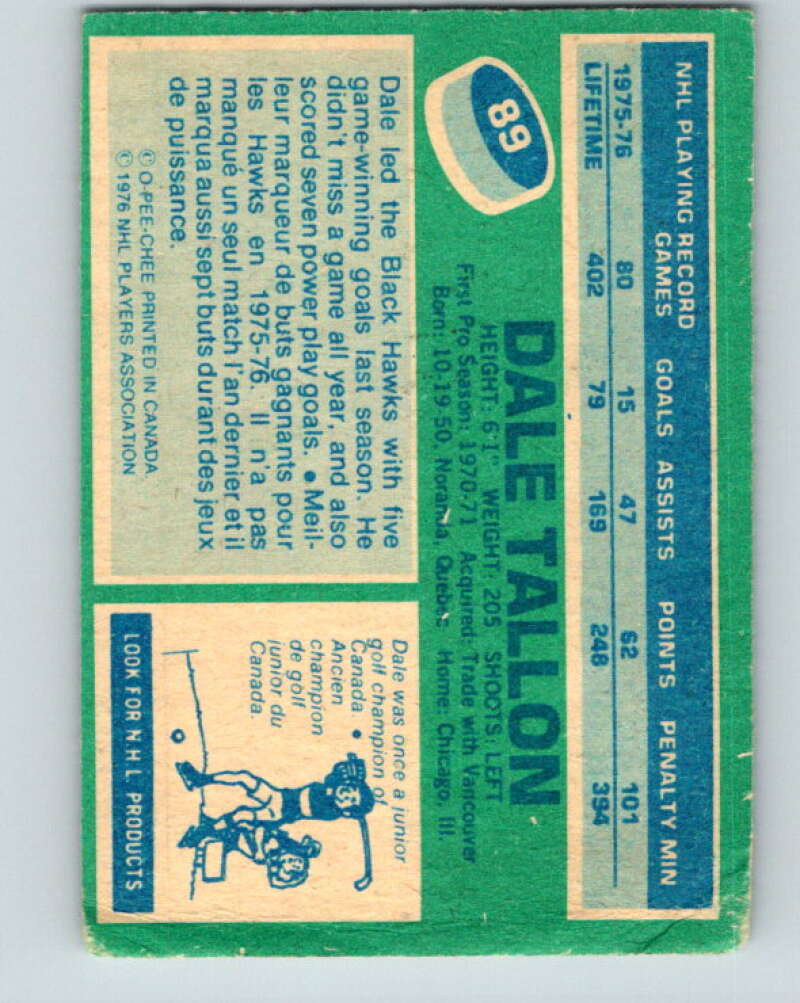 NHL PLAYING RECORD
GAMES GOALS ASSISTS POINTS PENALTY MIN
1975-76 80 15 47 62 101
LIFETIME 402 79 169 248 394
89
DALE TALLON
HEIGHT: 6'1" WEIGHT: 205 SHOOTS: LEFT
First Pro Season: 1970-71 Acquired: Trade with Vancouver
Born: 10-19-50, Noranda, Quebec Home: Chicago, Ill.
Dale led the Black Hawks with five
game-winning goals last season. He
didn't miss a game all year, and also
scored seven power play goals. • Meil-
leur marqueur de buts gagnants pour
les Hawks en 1975-76. Il n'a pas
manqué un seul match l'an dernier et il
marqua aussi sept buts durant des jeux
de puissance.
© O-PEE-CHEE PRINTED IN CANADA
© 1976 NHL PLAYERS ASSOCIATION
Dale was once a junior
golf champion of
Canada. •
Ancien
champion
de golf
junior du
Canada.
LOOK FOR N.H.L. PRODUCTS